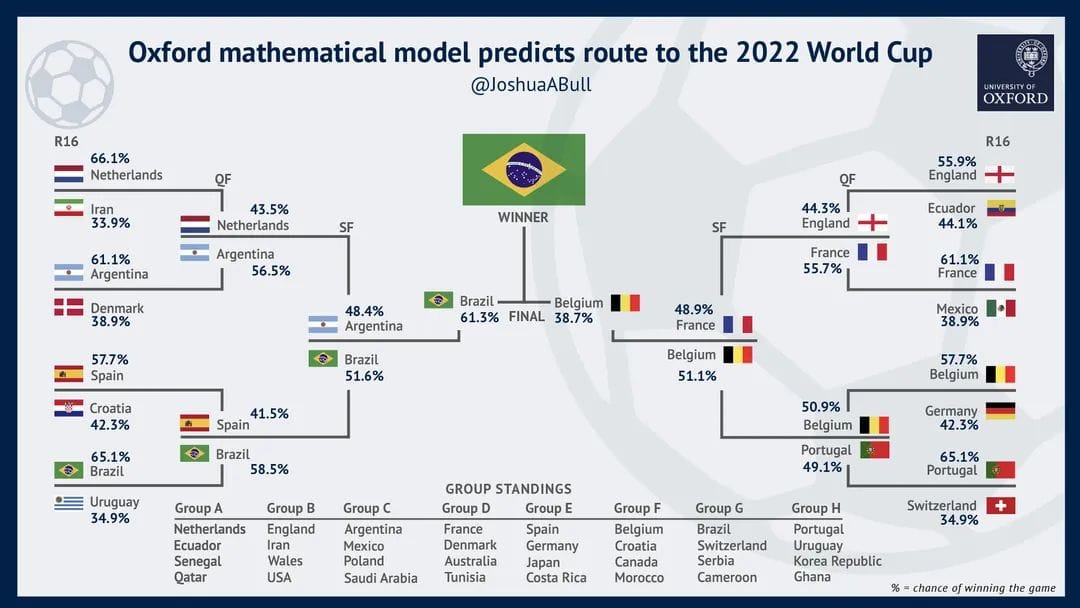 Oxford mathematical model predicts route to the 2022 World Cup
@JoshuaABull
UNIVERSITY OF
OXFORD
R16
66.1%
Netherlands
Iran
33.9%
61.1%
Argentina
Denmark
38.9%
57.7%
Spain
Croatia
42.3%
65.1%
Brazil
Uruguay
34.9%
QF
43.5%
Netherlands
Argentina
56.5%
41.5%
Spain
Brazil
58.5%
SF
48.4%
Argentina
Brazil
51.6%
WINNER
Brazil
61.3%
FINAL
Belgium
38.7%
SF
48.9%
France
Belgium
51.1%
QF
44.3%
England
France
55.7%
50.9%
Belgium
Portugal
49.1%
R16
55.9%
England
Ecuador
44.1%
61.1%
France
Mexico
38.9%
57.7%
Belgium
Germany
42.3%
65.1%
Portugal
Switzerland
34.9%
GROUP STANDINGS
Group A Group B Group C Group D Group E Group F Group G Group H
Netherlands England Argentina France Spain Belgium Brazil Portugal
Ecuador Iran Mexico Denmark Germany Croatia Switzerland Uruguay
Senegal Wales Poland Australia Japan Canada Serbia Korea Republic
Qatar USA Saudi Arabia Tunisia Costa Rica Morocco Cameroon Ghana
% = chance of winning the game